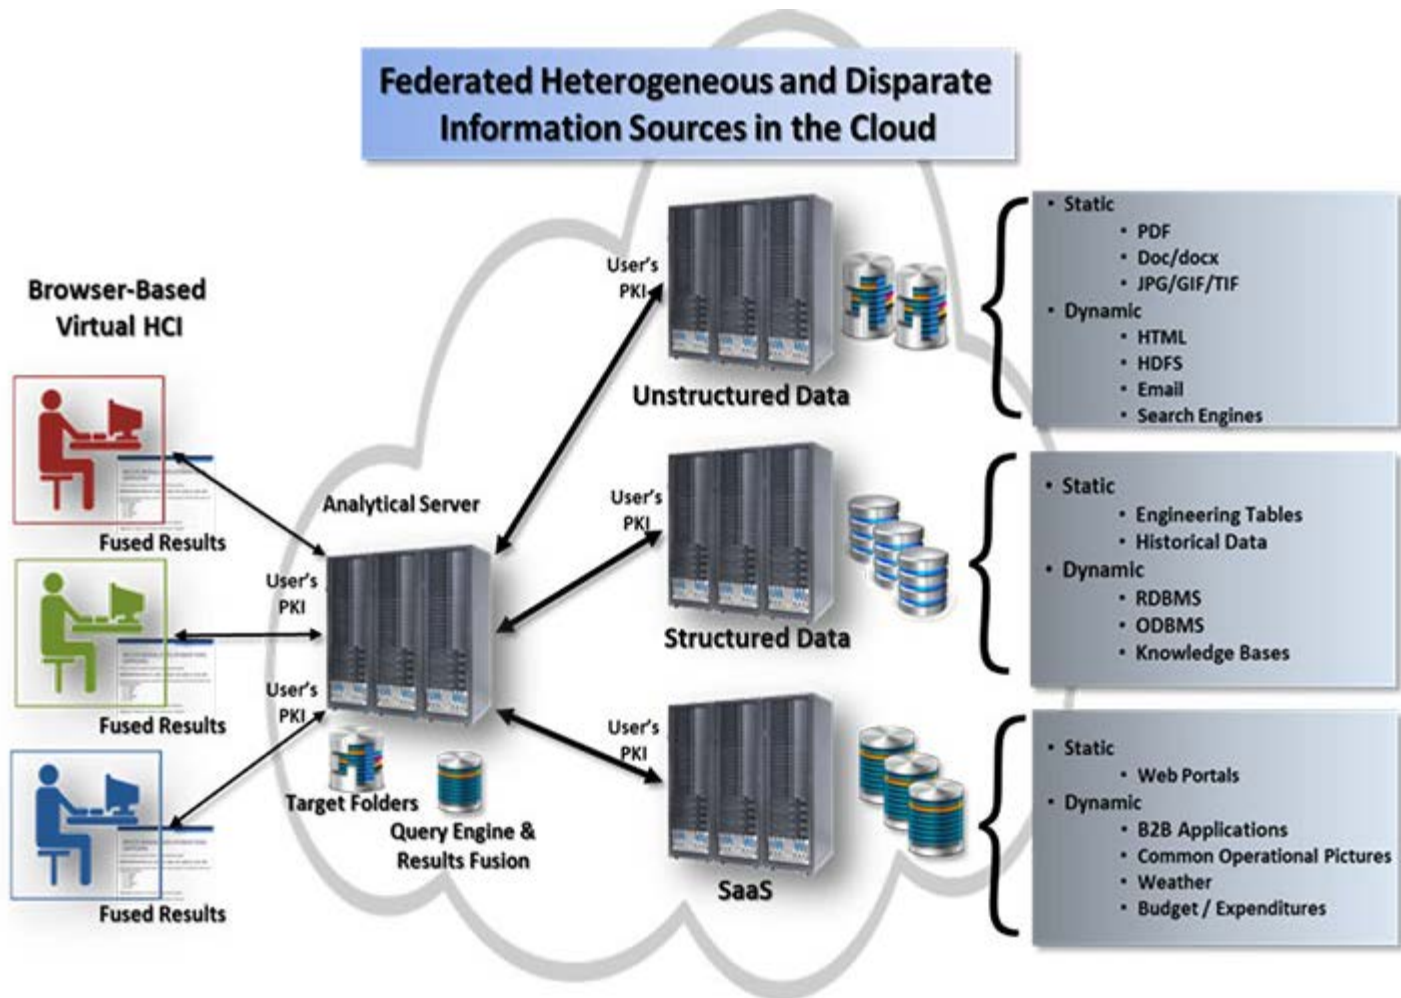 Federated Heterogeneous and Disparate
Information Sources in the Cloud
Browser-Based
Virtual HCI
Fused Results
Fused Results
Fused Results
Analytical Server
User's
PKI
User's
PKI
User's
PKI
Target Folders
Query Engine &
Results Fusion
User's
PKI
Unstructured Data
User's
PKI
Structured Data
User's
PKI
SaaS
• Static
• PDF
• Doc/docx
• JPG/GIF/TIF
• Dynamic
• HTML
• HDFS
• Email
• Search Engines
• Static
• Engineering Tables
• Historical Data
• Dynamic
• RDBMS
• ODBMS
• Knowledge Bases
• Static
• Web Portals
• Dynamic
• B2B Applications
• Common Operational Pictures
• Weather
• Budget / Expenditures